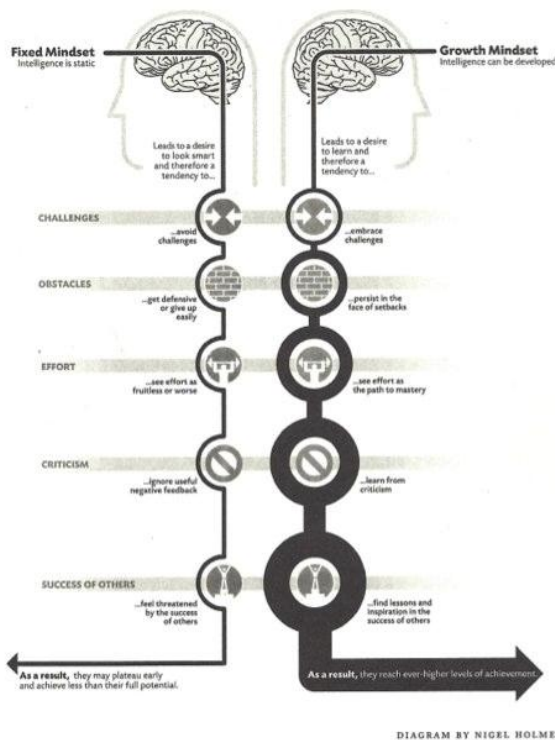 Fixed Mindset
Intelligence is static
Growth Mindset
Intelligence can be developed
Leads to a desire
to look smart
and therefore a
tendency to...
Leads to a desire
to learn and
therefore a
tendency to...
CHALLENGES
...avoid
challenges
...embrace
challenges
OBSTACLES
...get defensive
or give up
easily
...persist in the
face of setbacks
EFFORT
...see effort as
fruitless or worse
...see effort as
the path to mastery
CRITICISM
...ignore useful
negative feedback
...learn from
criticism
SUCCESS OF OTHERS
...feel threatened
by the success
of others
...find lessons and
inspiration in the
success of others
As a result, they may plateau early
and achieve less than their full potential.
As a result, they reach ever-higher levels of achievement.
DIAGRAM BY NIGEL HOLME